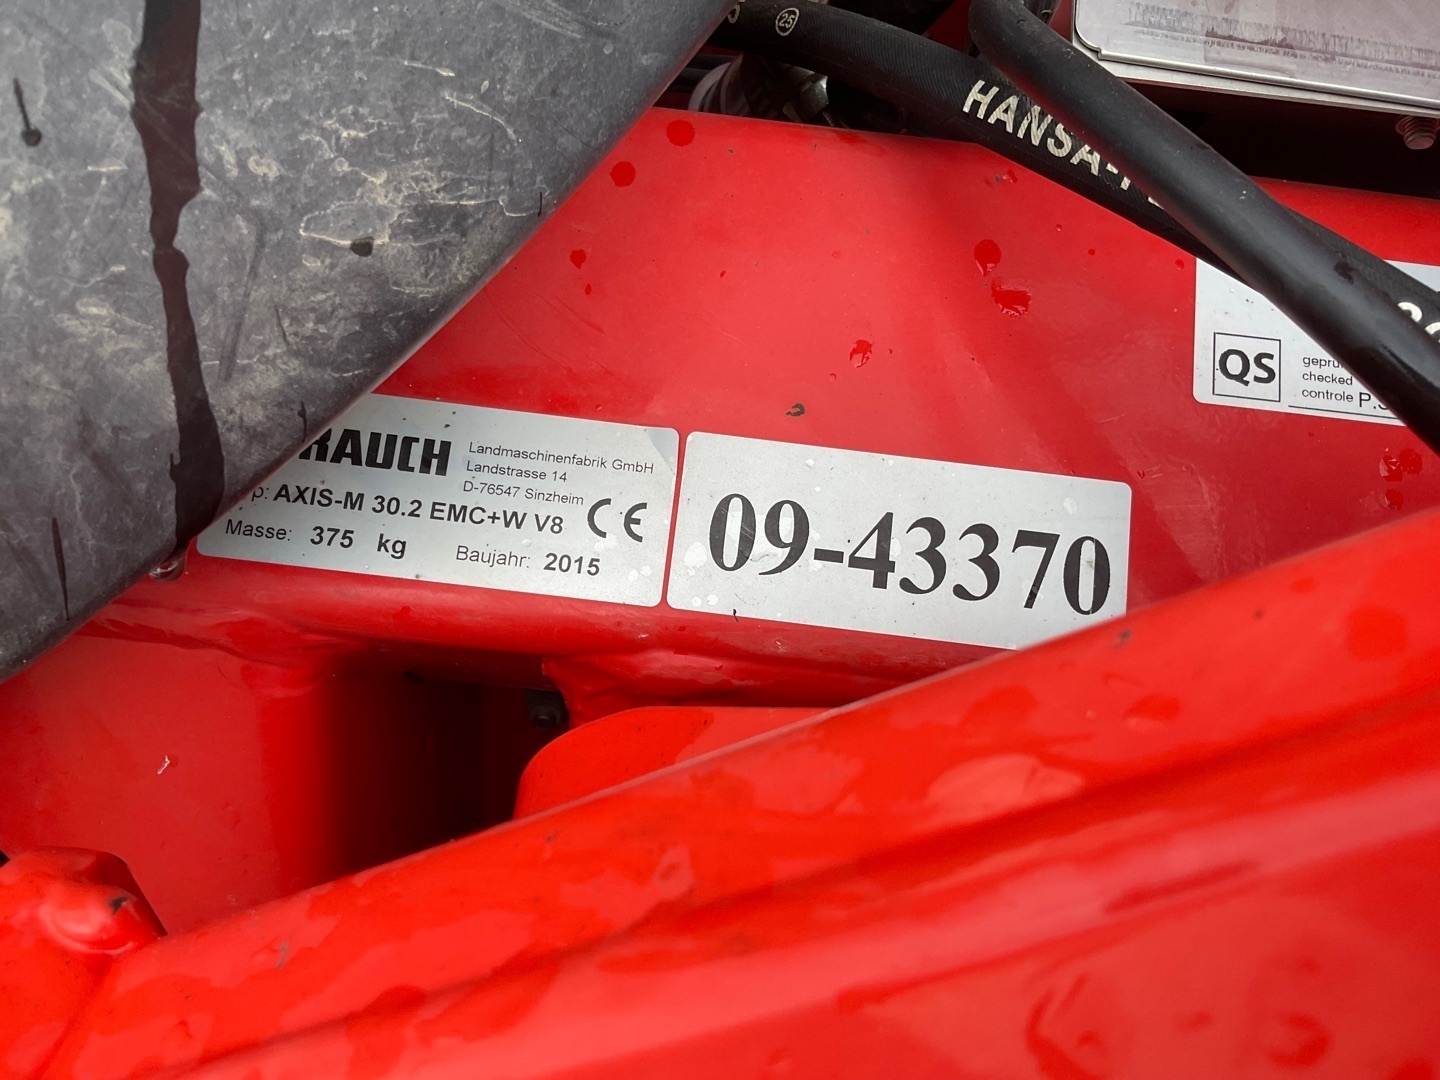 25
HANSA-
QS
checked
controle
RAUCH
Landmaschinenfabrik GmbH
Landstrasse 14
D-76547 Sinzheim
p: AXIS-M 30.2 EMC+W V8
CE
Masse: 375 kg
Baujahr: 2015
09-43370